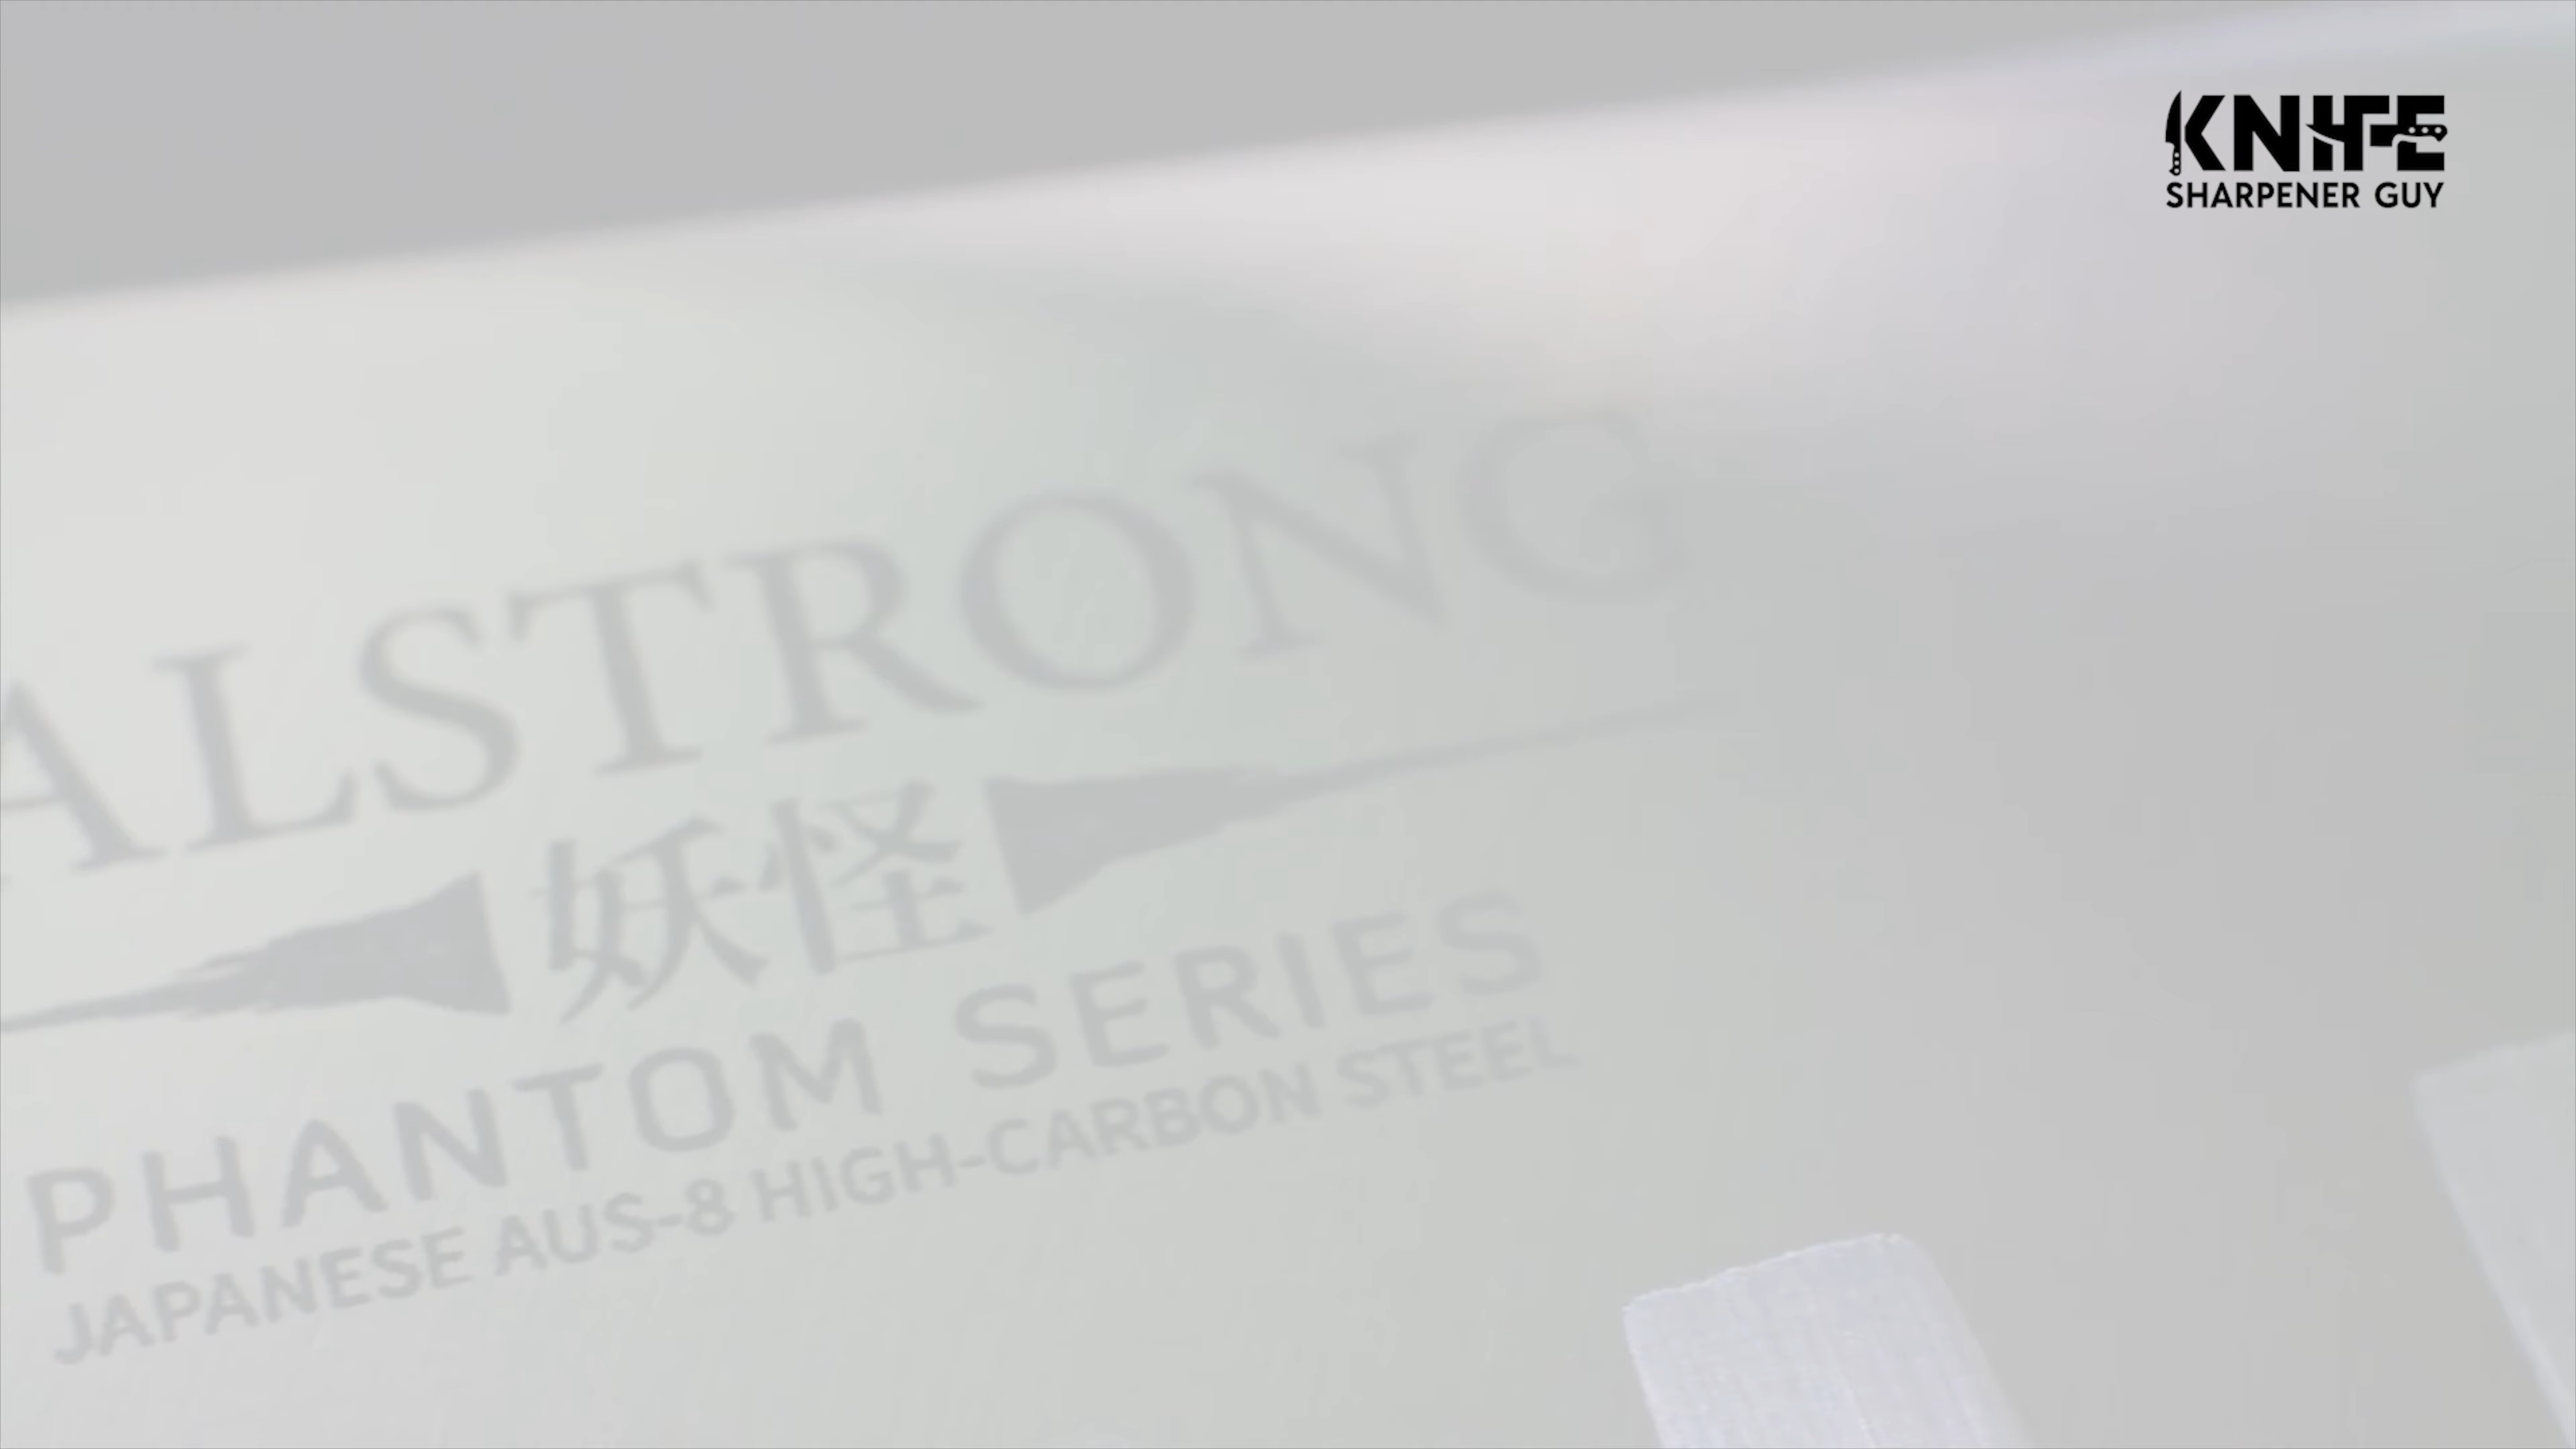 KNIFE
SHARPENER GUY
ALSTRONG
妖怪
PHANTOM SERIES
JAPANESE AUS-8 HIGH-CARBON STEEL